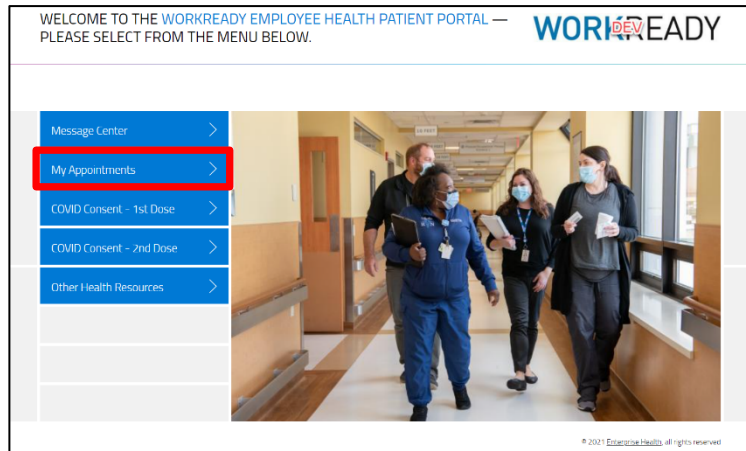 WELCOME TO THE WORKREADY EMPLOYEE HEALTH PATIENT PORTAL —
PLEASE SELECT FROM THE MENU BELOW.
WORKREADY
DEV
Message Center
My Appointments
COVID Consent - 1st Dose
COVID Consent - 2nd Dose
Other Health Resources
© 2021 Enterprise Health, all rights reserved